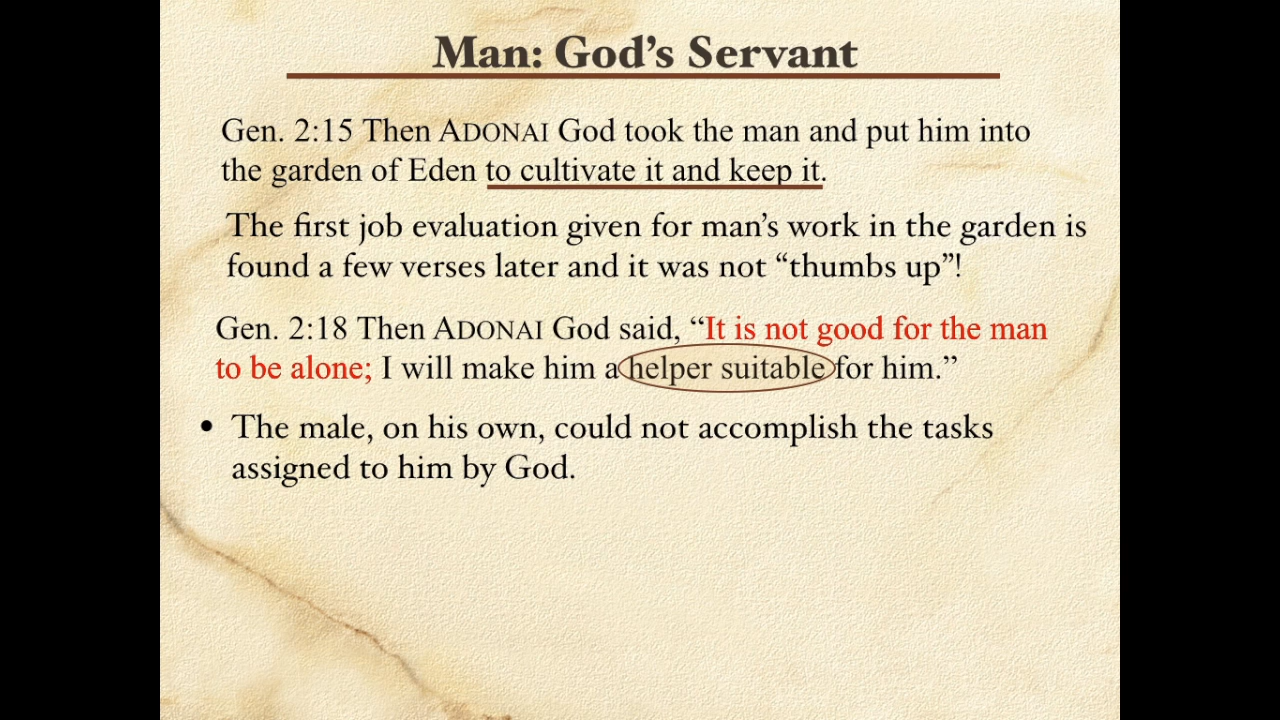 Man: God’s Servant
Gen. 2:15 Then ADONAI God took the man and put him into
the garden of Eden to cultivate it and keep it.
The first job evaluation given for man’s work in the garden is
found a few verses later and it was not “thumbs up”!
Gen. 2:18 Then ADONAI God said, “It is not good for the man
to be alone; I will make him a helper suitable for him.”
• The male, on his own, could not accomplish the tasks
assigned to him by God.